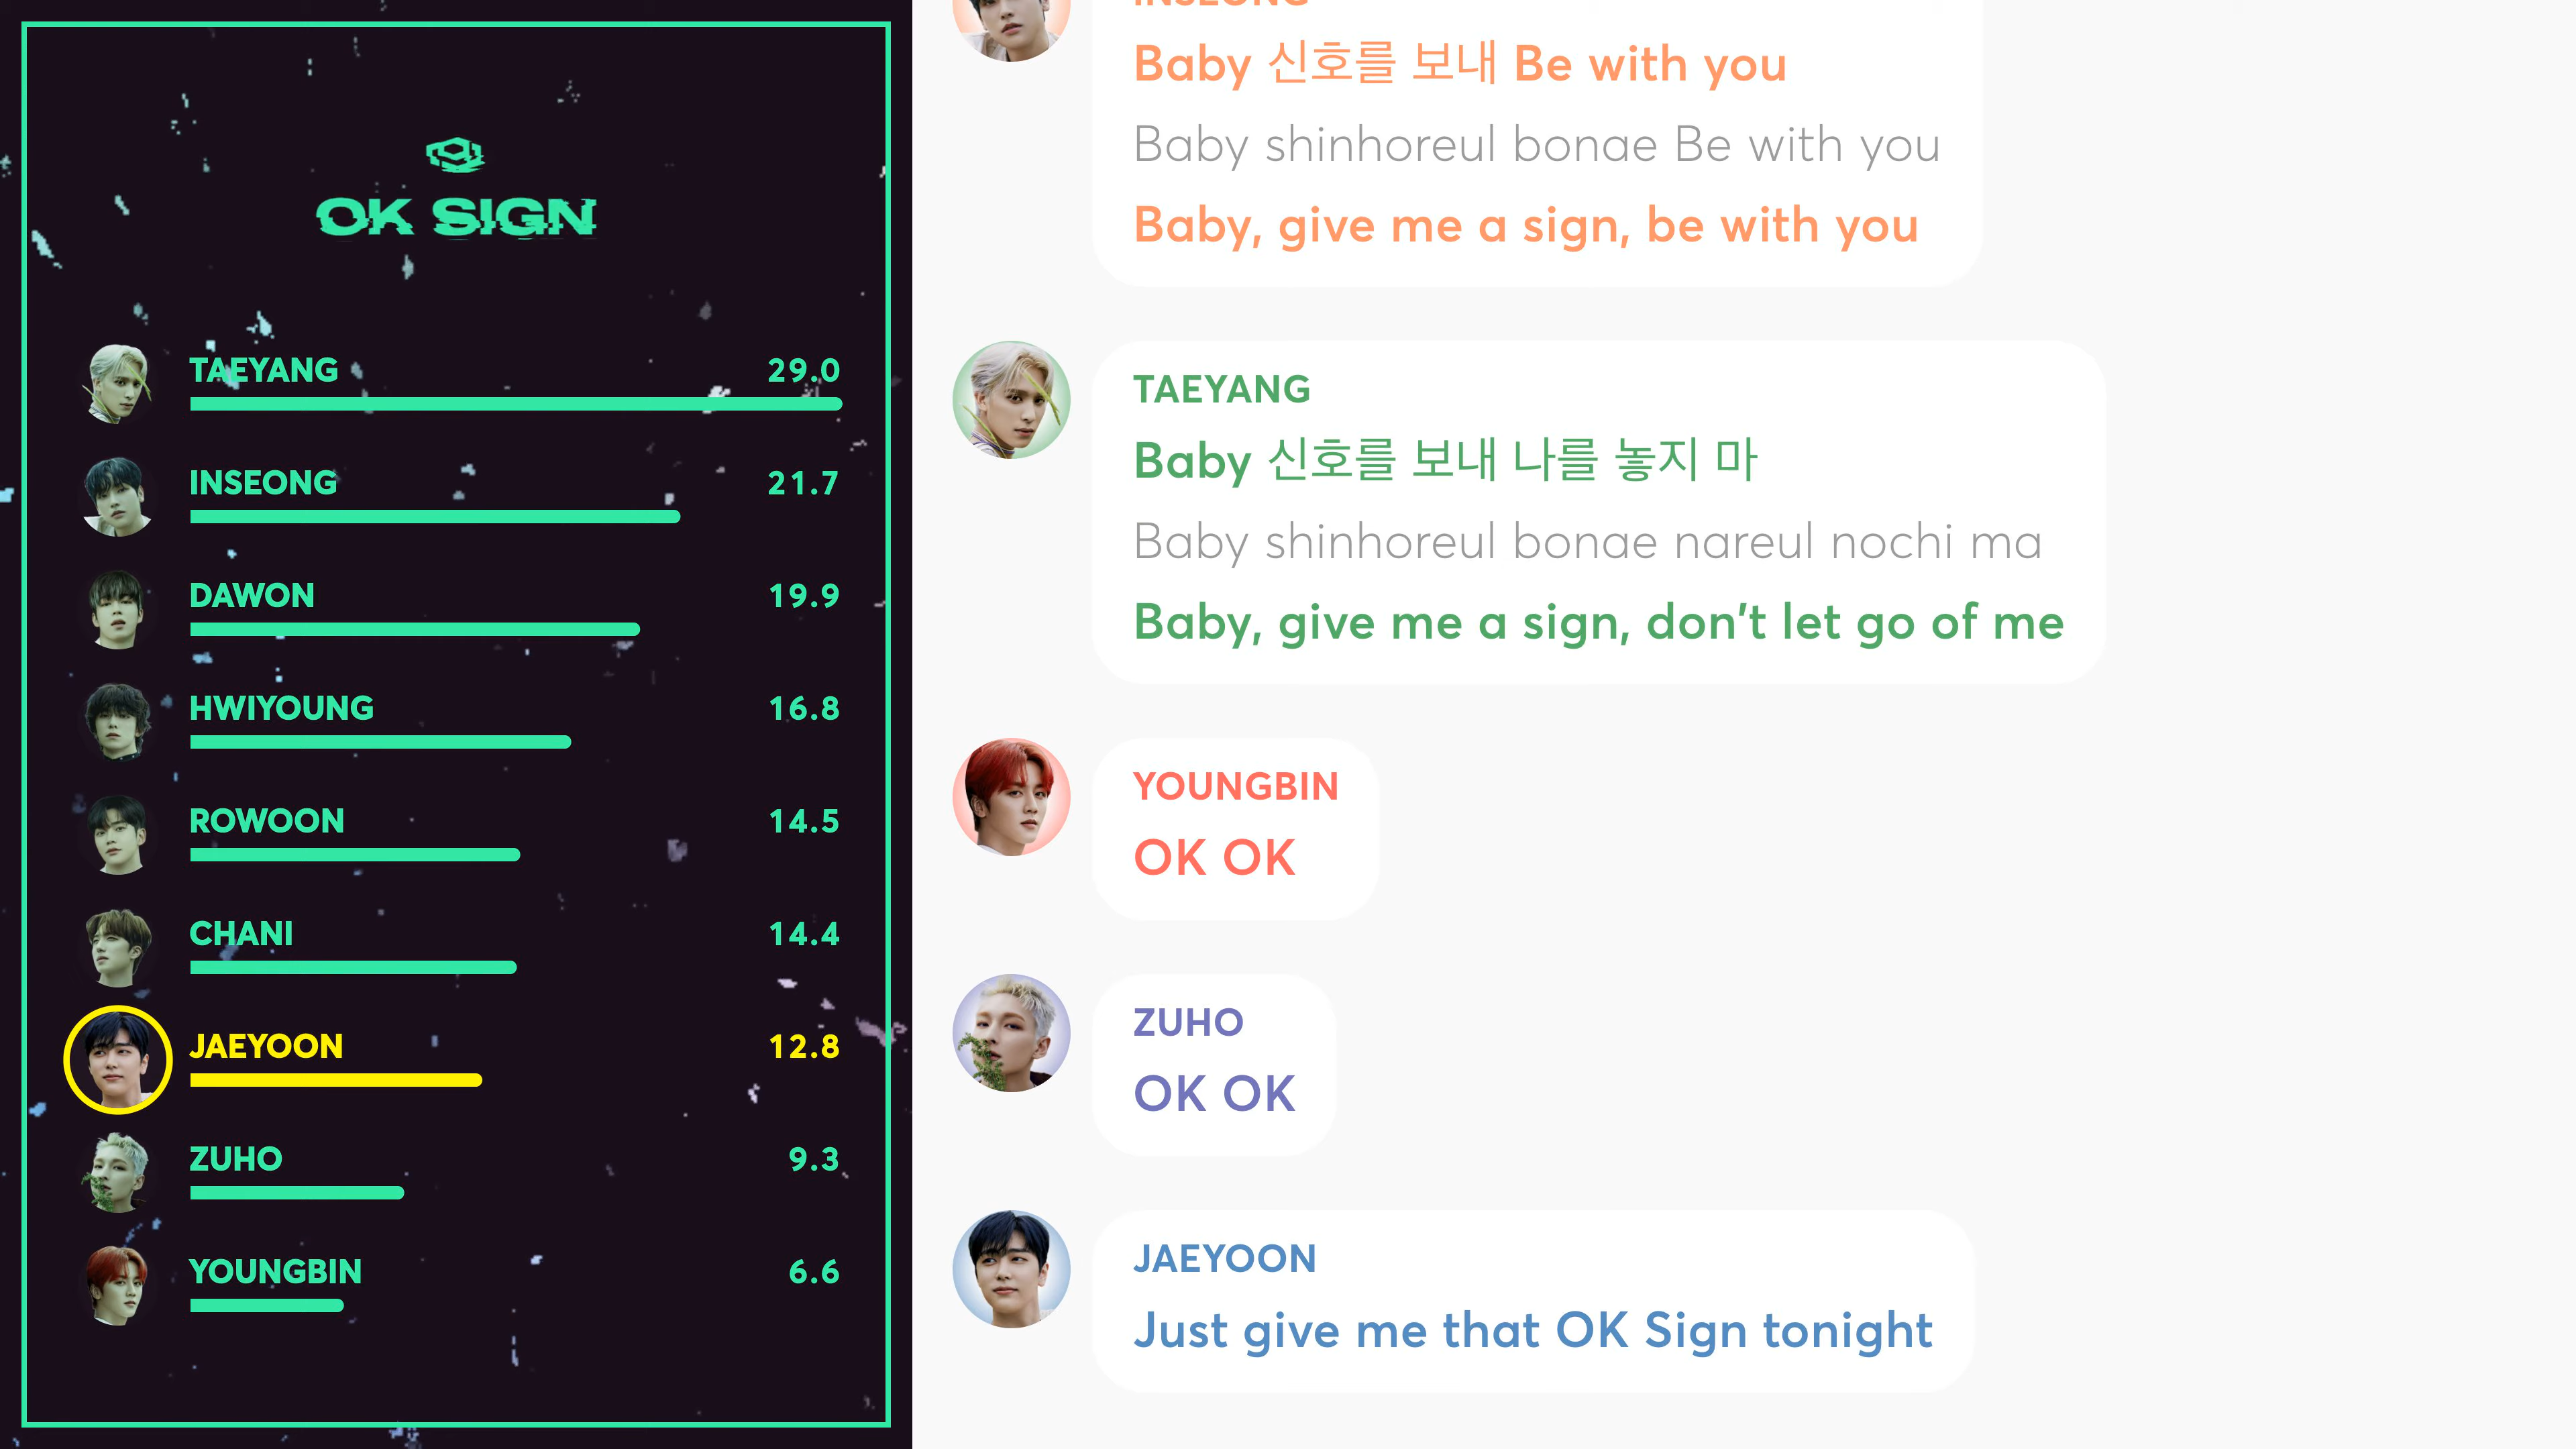 OK SIGN
TAEYANG 29.0
INSEONG 21.7
DAWON 19.9
HWIYOUNG 16.8
ROWOON 14.5
CHANI 14.4
JAEYOON 12.8
ZUHO 9.3
YOUNGBIN 6.6
INSEONG
Baby 신호를 보내 Be with you
Baby shinhoreul bonae Be with you
Baby, give me a sign, be with you
TAEYANG
Baby 신호를 보내 나를 놓지 마
Baby shinhoreul bonae nareul nochi ma
Baby, give me a sign, don't let go of me
YOUNGBIN
OK OK
ZUHO
OK OK
JAEYOON
Just give me that OK Sign tonight